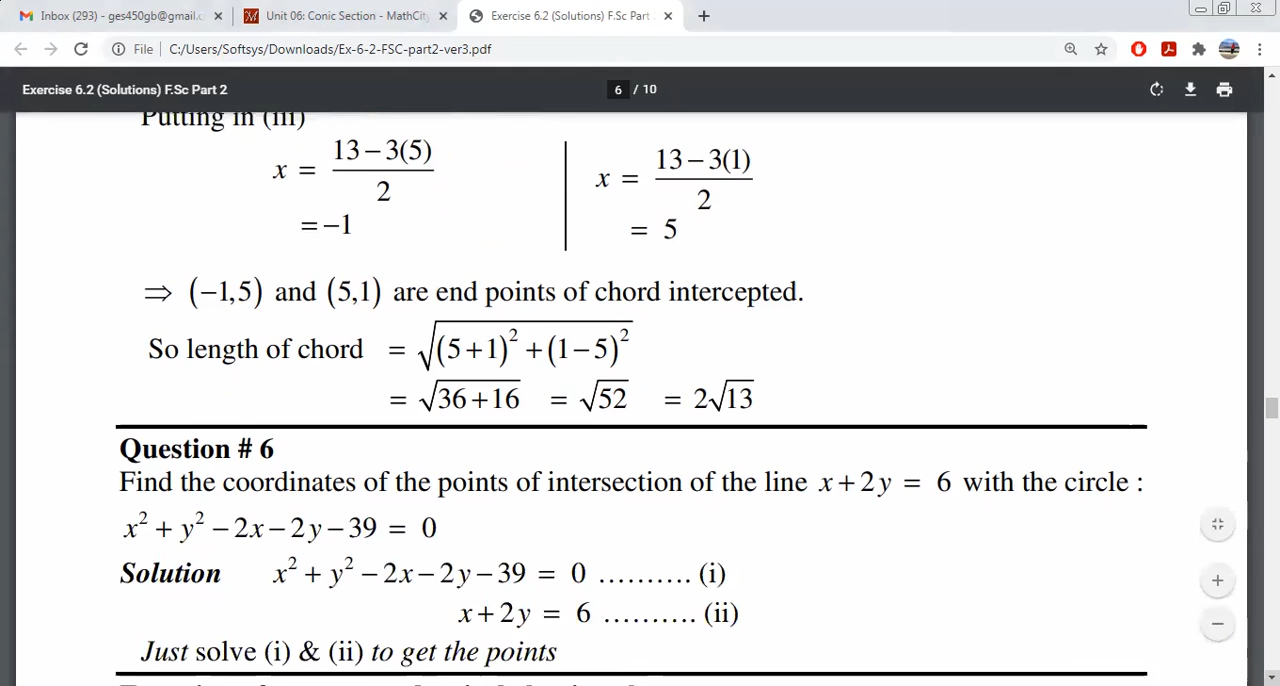 Inbox (293) - ges450gb@gmail.c
Unit 06: Conic Section - MathCity
Exercise 6.2 (Solutions) F.Sc Part
File
C:/Users/Softsys/Downloads/Ex-6-2-FSC-part2-ver3.pdf
Exercise 6.2 (Solutions) F.Sc Part 2
6 / 10
Putting in (iii)
x = (13 − 3(5))/2
x = (13 − 3(1))/2
= −1
= 5
⇒ (−1,5) and (5,1) are end points of chord intercepted.
So length of chord = √((5+1)² + (1−5)²)
= √(36+16) = √52 = 2√13
Question # 6
Find the coordinates of the points of intersection of the line x + 2y = 6 with the circle :
x² + y² − 2x − 2y − 39 = 0
Solution x² + y² − 2x − 2y − 39 = 0 .......... (i)
x + 2y = 6 .......... (ii)
Just solve (i) & (ii) to get the points